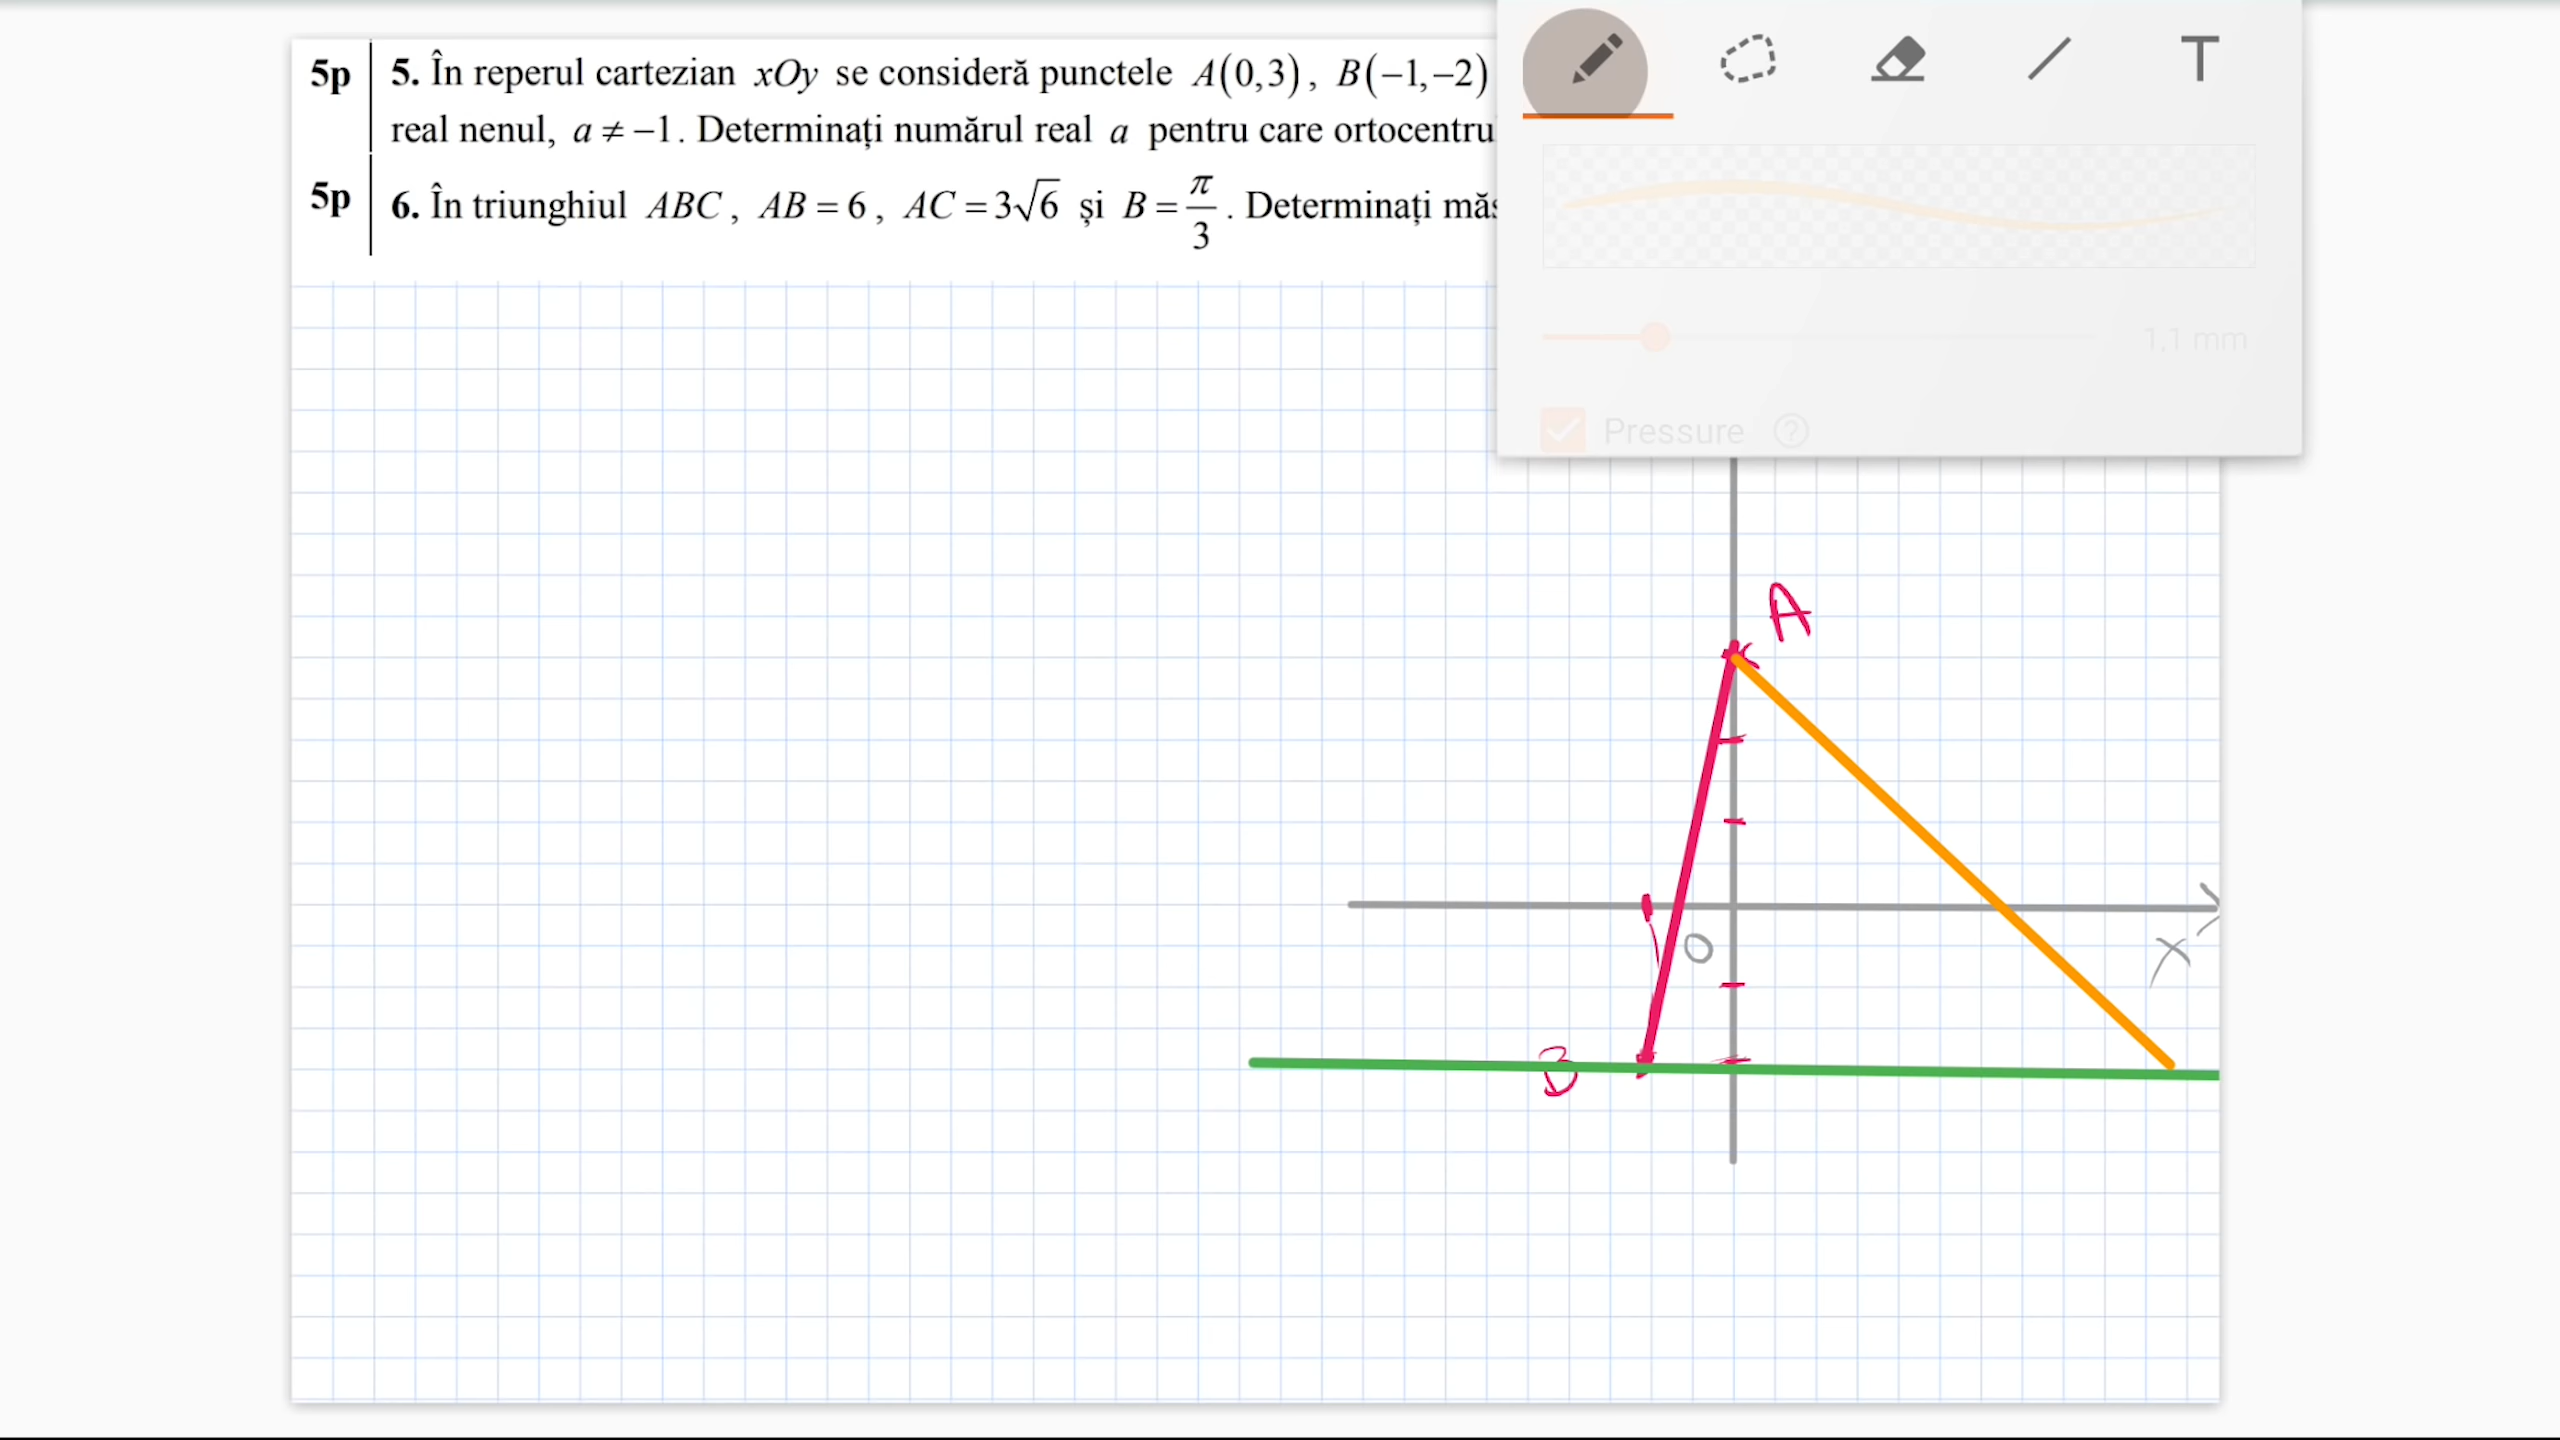 5p 5. În reperul cartezian xOy se consideră punctele A(0,3), B(−1,−2)
real nenul, a ≠ −1. Determinați numărul real a pentru care
5p 6. În triunghiul ABC, AB = 6, AC = 3√6 și B = π/3. Determinați
T
1,1 mm
Pressure ?
A
O
x
B